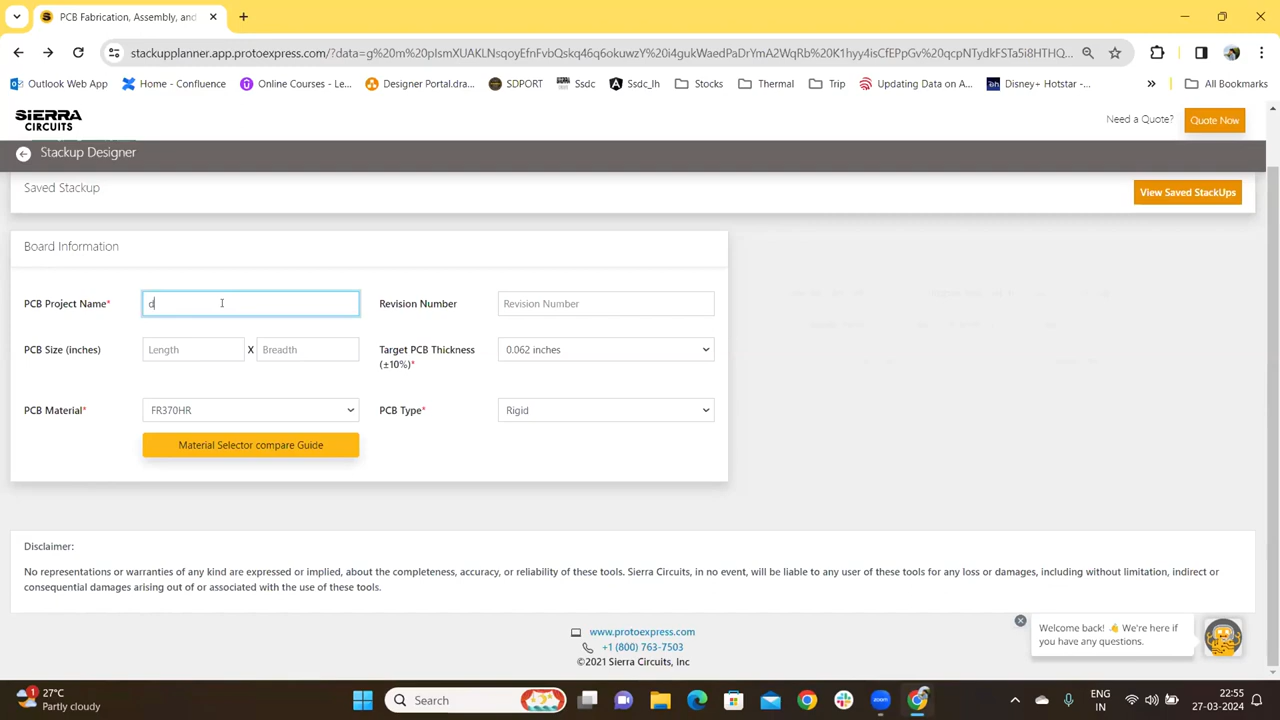 PCB Fabrication, Assembly, and
stackupplanner.app.protoexpress.com/?data=g%20m%20pIsmXUAKLNsqoyEfnFvbQskq46q6okuwzY%20i4gukWaedPaDrYmA2WqRb%20K1hyy4isCfEPpGv%20qcpNTydkFSTa5i8HTHQ...
Outlook Web App
Home - Confluence
Online Courses - Le...
Designer Portal.dra...
SDPORT
Ssdc
Ssdc_lh
Stocks
Thermal
Trip
Updating Data on A...
Disney+ Hotstar -...
»
All Bookmarks
SIERRA
CIRCUITS
Need a Quote?
Quote Now
Stackup Designer
Saved Stackup
View Saved StackUps
Board Information
PCB Project Name*
d
Revision Number
Revision Number
PCB Size (inches)
Length
X
Breadth
Target PCB Thickness
(±10%)*
0.062 inches
PCB Material*
FR370HR
PCB Type*
Rigid
Material Selector compare Guide
Disclaimer:
No representations or warranties of any kind are expressed or implied, about the completeness, accuracy, or reliability of these tools. Sierra Circuits, in no event, will be liable to any user of these tools for any loss or damages, including without limitation, indirect or
consequential damages arising out of or associated with the use of these tools.
Welcome back! 👋 We're here if
you have any questions.
www.protoexpress.com
+1 (800) 763-7503
©2021 Sierra Circuits, Inc
1
27°C
Partly cloudy
Search
ENG
IN
22:55
27-03-2024